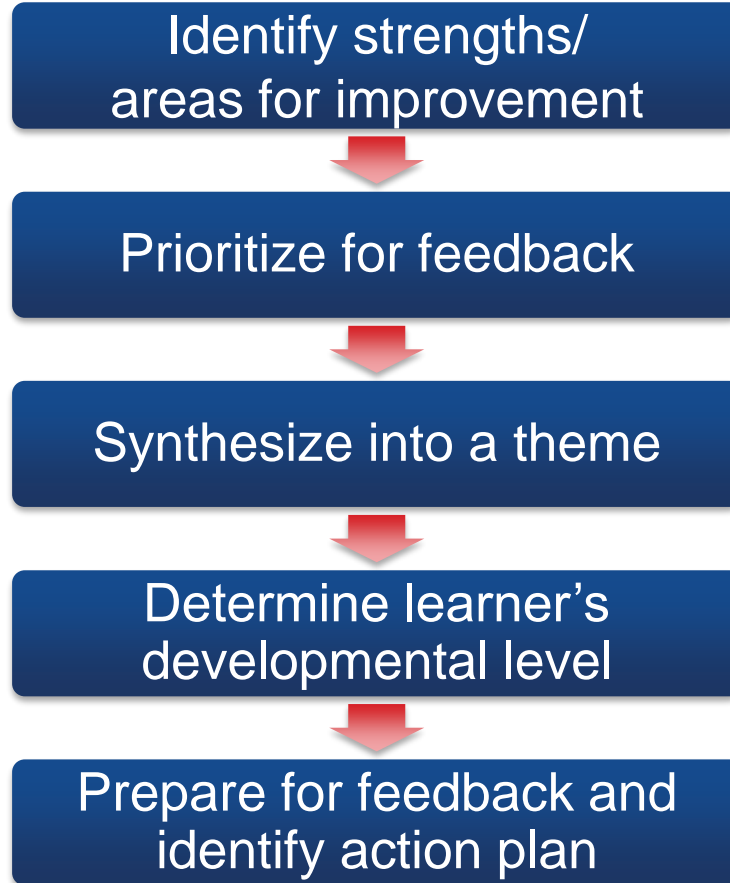 Identify strengths/
areas for improvement
Prioritize for feedback
Synthesize into a theme
Determine learner’s
developmental level
Prepare for feedback and
identify action plan